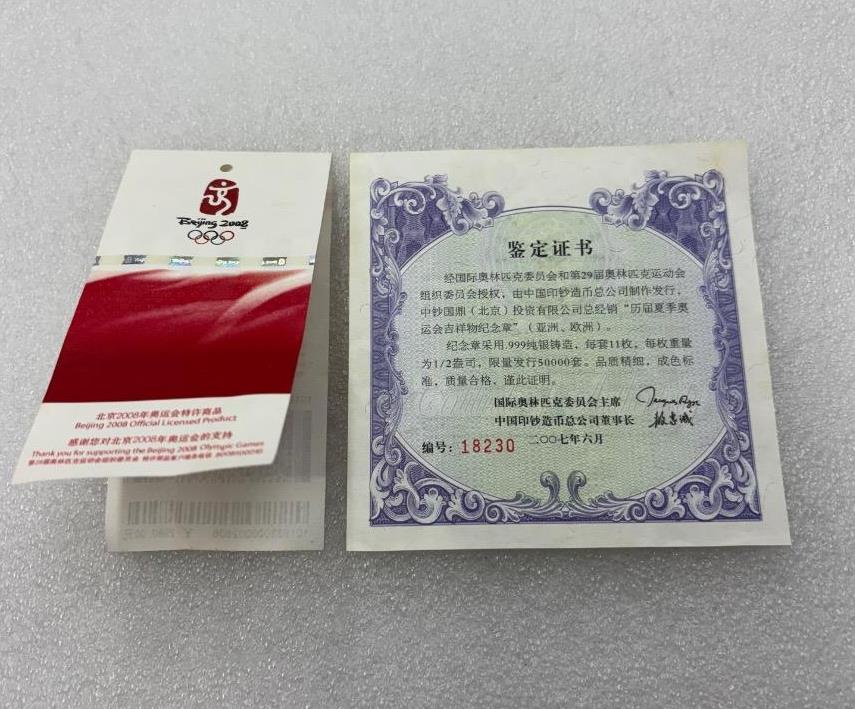 Beijing 2008
北京2008年奥运会特许商品
Beijing 2008 Official Licensed Product
感谢您对北京2008年奥运会的支持
Thank you for supporting the Beijing 2008 Olympic Games
鉴定证书
经国际奥林匹克委员会和第29届奥林匹克运动会
组织委员会授权，由中国印钞造币总公司制作发行，
中钞国鼎（北京）投资有限公司总经销“历届夏季奥
运会吉祥物纪念章”（亚洲、欧洲）。
纪念章采用.999纯银铸造，每套11枚，每枚重量
为1/2盎司，限量发行50000套。品质精细，成色标
准，质量合格，谨此证明。
国际奥林匹克委员会主席
中国印钞造币总公司董事长
编号：18230 二〇〇七年六月